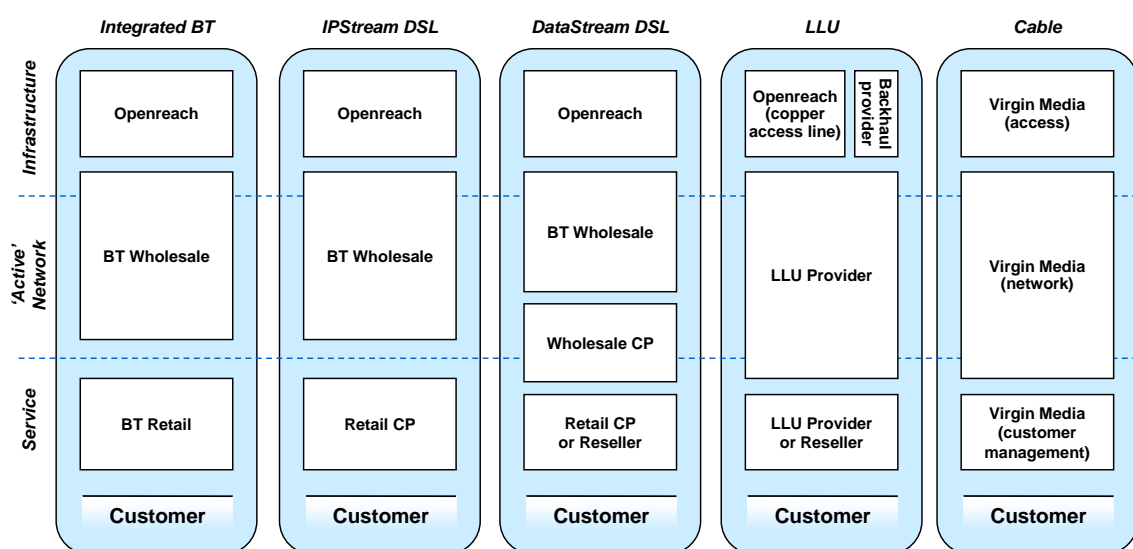 Integrated BT
IPStream DSL
DataStream DSL
LLU
Cable
Infrastructure
Openreach
Openreach
Openreach
Openreach
(copper
access line)
Backhaul
provider
Virgin Media
(access)
'Active'
Network
BT Wholesale
BT Wholesale
BT Wholesale
Wholesale CP
LLU Provider
Virgin Media
(network)
Service
BT Retail
Retail CP
Retail CP
or Reseller
LLU Provider
or Reseller
Virgin Media
(customer
management)
Customer
Customer
Customer
Customer
Customer